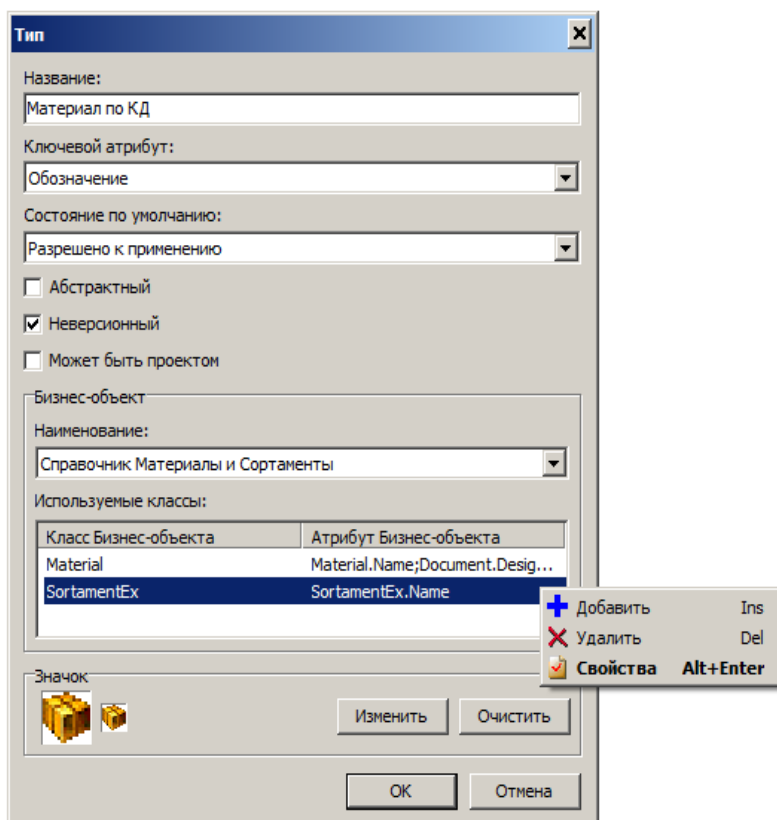 Тип
Название:
Материал по КД
Ключевой атрибут:
Обозначение
Состояние по умолчанию:
Разрешено к применению
Абстрактный
Неверсионный
Может быть проектом
Бизнес-объект
Наименование:
Справочник Материалы и Сортаменты
Используемые классы:
Класс Бизнес-объекта Атрибут Бизнес-объекта
Material Material.Name;Document.Desig...
SortamentEx SortamentEx.Name
Добавить Ins
Удалить Del
Свойства Alt+Enter
Значок
Изменить Очистить
OK Отмена